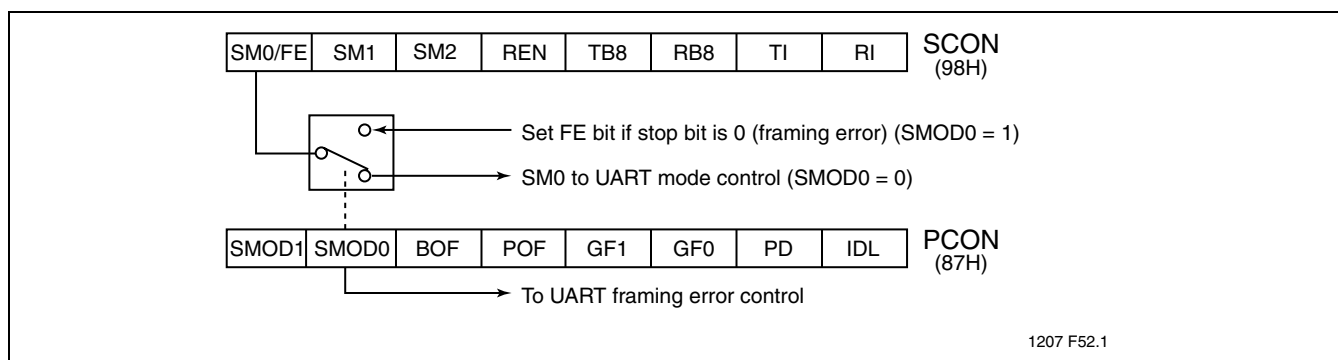 SM0/FE SM1 SM2 REN TB8 RB8 TI RI SCON
(98H)
Set FE bit if stop bit is 0 (framing error) (SMOD0 = 1)
SM0 to UART mode control (SMOD0 = 0)
SMOD1 SMOD0 BOF POF GF1 GF0 PD IDL PCON
(87H)
To UART framing error control
1207 F52.1